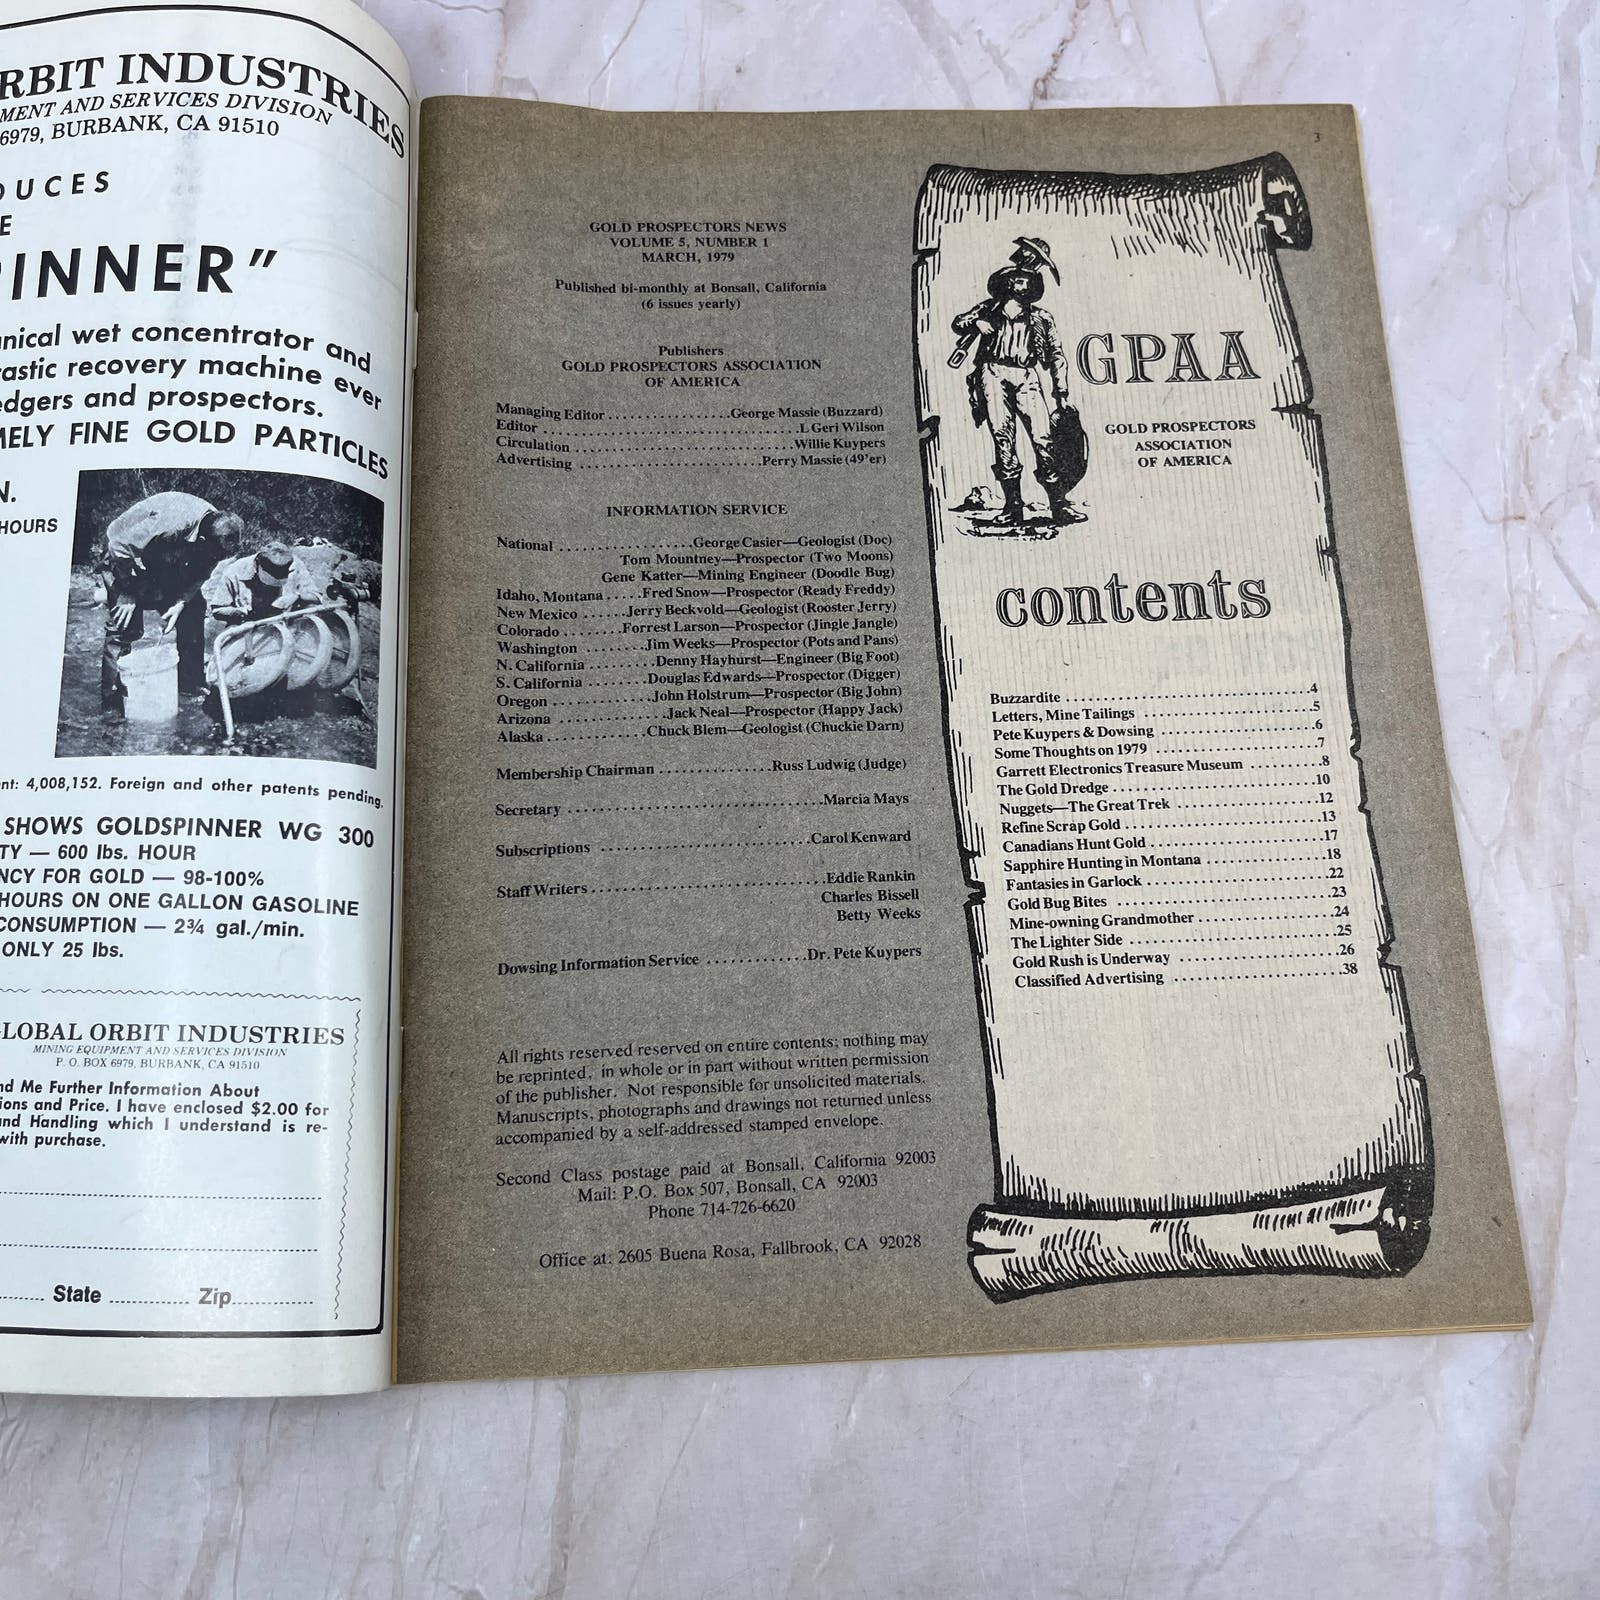 RBIT INDUSTRIES
MENT AND SERVICES DIVISION
6979, BURBANK, CA 91510
DUCES
E
INNER”
nical wet concentrator and
rastic recovery machine ever
edgers and prospectors.
MELY FINE GOLD PARTICLES
N.
HOURS
nt: 4,008,152. Foreign and other patents pending.
SHOWS GOLDSPINNER WG 300
TY — 600 lbs. HOUR
NCY FOR GOLD — 98-100%
HOURS ON ONE GALLON GASOLINE
CONSUMPTION — 2¾ gal./min.
ONLY 25 lbs.
LOBAL ORBIT INDUSTRIES
MINING EQUIPMENT AND SERVICES DIVISION
P. O. BOX 6979, BURBANK, CA 91510
nd Me Further Information About
ions and Price. I have enclosed $2.00 for
and Handling which I understand is re-
with purchase.
State Zip
3
GOLD PROSPECTORS NEWS
VOLUME 5, NUMBER 1
MARCH, 1979
Published bi-monthly at Bonsall, California
(6 issues yearly)
Publishers
GOLD PROSPECTORS ASSOCIATION
OF AMERICA
Managing Editor . . . . . George Massie (Buzzard)
Editor . . . . . L Geri Wilson
Circulation . . . . . Willie Kuypers
Advertising . . . . . Perry Massie (49'er)
INFORMATION SERVICE
National . . . . . George Casier—Geologist (Doc)
Tom Mountney—Prospector (Two Moons)
Gene Katter—Mining Engineer (Doodle Bug)
Idaho, Montana . . . . . Fred Snow—Prospector (Ready Freddy)
New Mexico . . . . . Jerry Beckvold—Geologist (Rooster Jerry)
Colorado . . . . . Forrest Larson—Prospector (Jingle Jangle)
Washington . . . . . Jim Weeks—Prospector (Pots and Pans)
N. California . . . . . Denny Hayhurst—Engineer (Big Foot)
S. California . . . . . Douglas Edwards—Prospector (Digger)
Oregon . . . . . John Holstrum—Prospector (Big John)
Arizona . . . . . Jack Neal—Prospector (Happy Jack)
Alaska . . . . . Chuck Blem—Geologist (Chuckie Darn)
Membership Chairman . . . . . Russ Ludwig (Judge)
Secretary . . . . . Marcia Mays
Subscriptions . . . . . Carol Kenward
Staff Writers . . . . . Eddie Rankin
Charles Bissell
Betty Weeks
Dowsing Information Service . . . . . Dr. Pete Kuypers
All rights reserved reserved on entire contents; nothing may
be reprinted, in whole or in part without written permission
of the publisher. Not responsible for unsolicited materials.
Manuscripts, photographs and drawings not returned unless
accompanied by a self-addressed stamped envelope.
Second Class postage paid at Bonsall, California 92003
Mail: P.O. Box 507, Bonsall, CA 92003
Phone 714-726-6620
Office at: 2605 Buena Rosa, Fallbrook, CA 92028
GPAA
GOLD PROSPECTORS
ASSOCIATION
OF AMERICA
contents
Buzzardite . . . . . 4
Letters, Mine Tailings . . . . . 5
Pete Kuypers & Dowsing . . . . . 6
Some Thoughts on 1979 . . . . . 7
Garrett Electronics Treasure Museum . . . . . 8
The Gold Dredge . . . . . 10
Nuggets—The Great Trek . . . . . 12
Refine Scrap Gold . . . . . 13
Canadians Hunt Gold . . . . . 17
Sapphire Hunting in Montana . . . . . 18
Fantasies in Garlock . . . . . 22
Gold Bug Bites . . . . . 23
Mine-owning Grandmother . . . . . 24
The Lighter Side . . . . . 25
Gold Rush is Underway . . . . . 26
Classified Advertising . . . . . 38